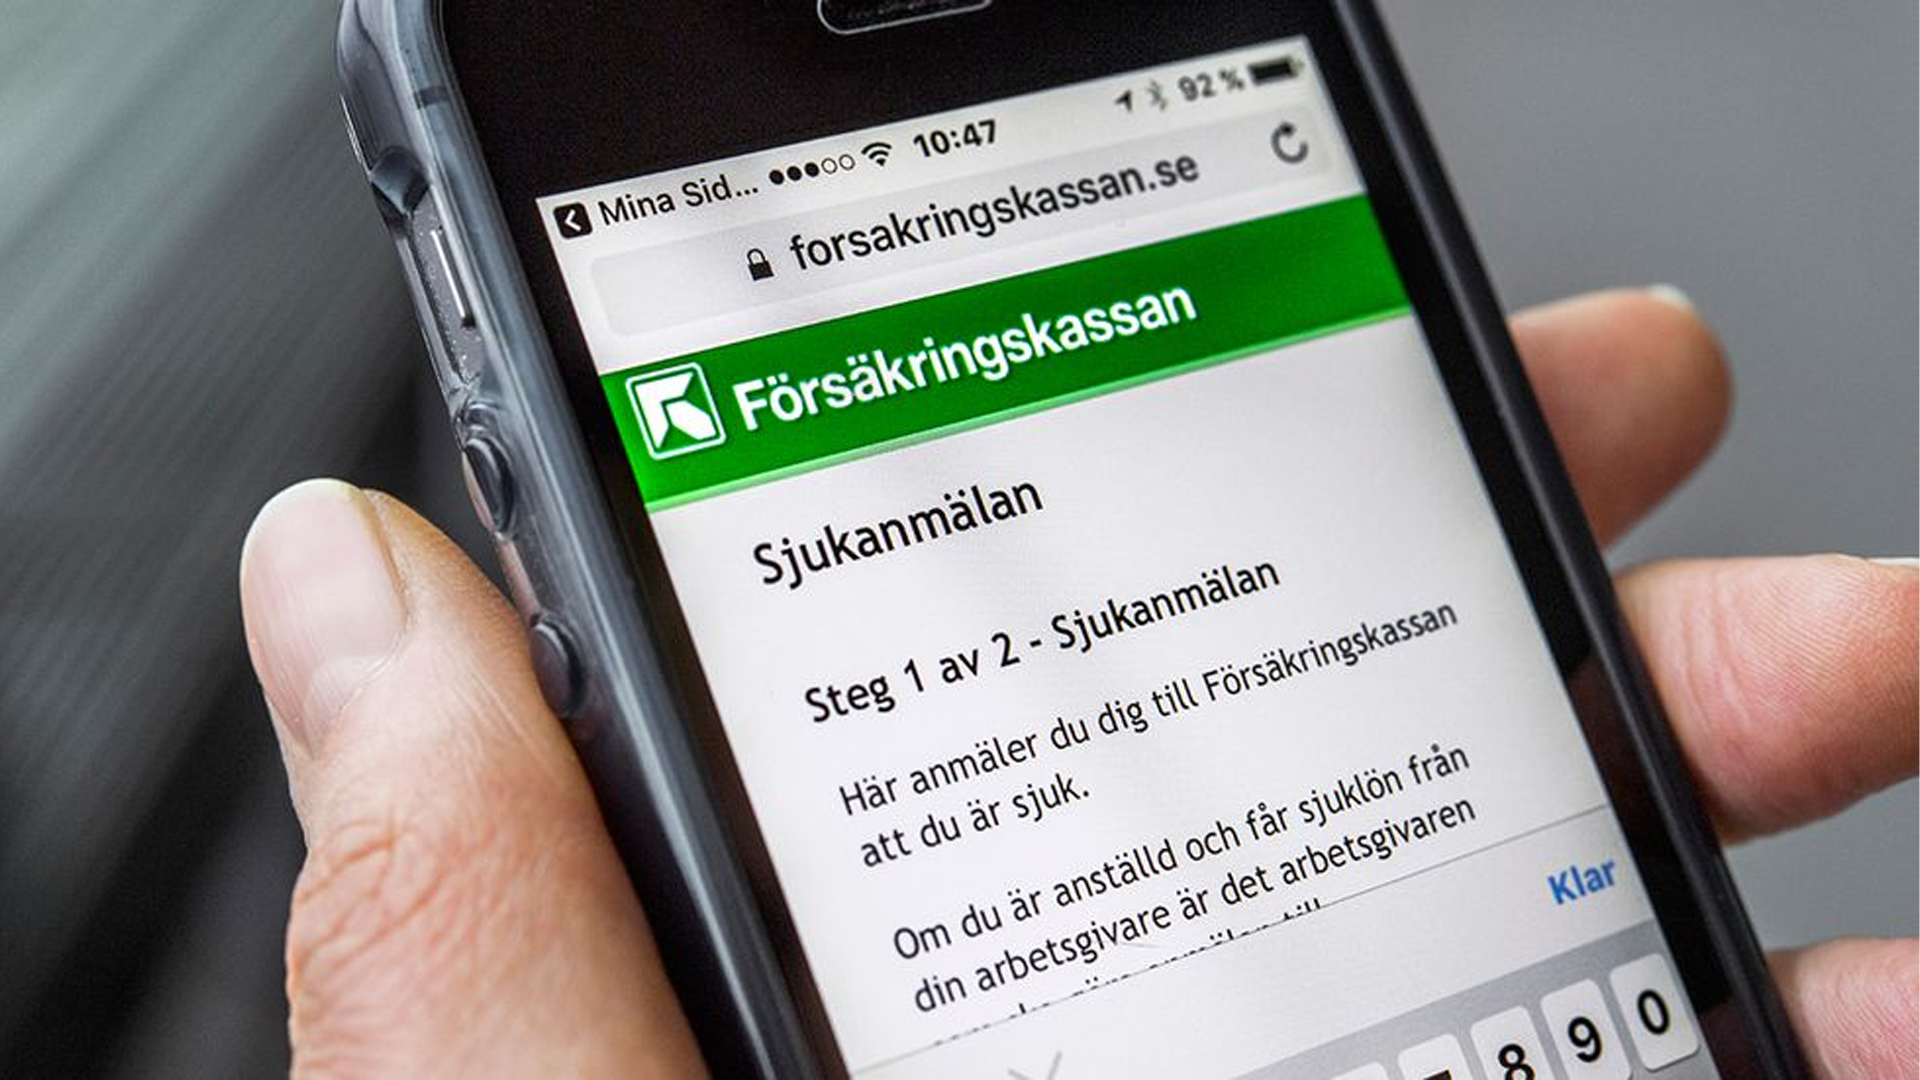 Mina Sid... 10:47 92 %
forsakringskassan.se
Försäkringskassan
Sjukanmälan
Steg 1 av 2 - Sjukanmälan
Här anmäler du dig till Försäkringskassan
att du är sjuk.
Om du är anställd och får sjuklön från
din arbetsgivare är det arbetsgivaren
Klar
8 9 0